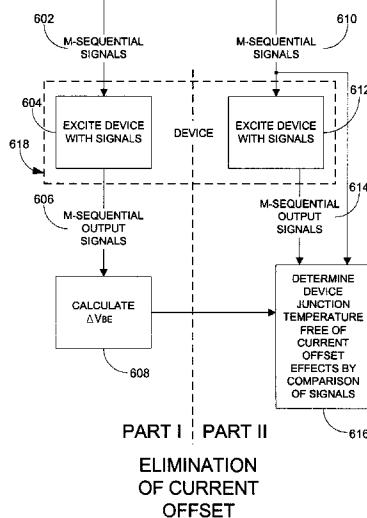 602
M-SEQUENTIAL
SIGNALS
610
M-SEQUENTIAL
SIGNALS
604
EXCITE DEVICE
WITH SIGNALS
DEVICE
612
EXCITE DEVICE
WITH SIGNALS
618
606
M-SEQUENTIAL
OUTPUT
SIGNALS
614
M-SEQUENTIAL
OUTPUT
SIGNALS
CALCULATE
ΔVBE
608
DETERMINE
DEVICE
JUNCTION
TEMPERATURE
FREE OF
CURRENT
OFFSET
EFFECTS BY
COMPARISON
OF SIGNALS
616
PART I
PART II
ELIMINATION
OF CURRENT
OFFSET